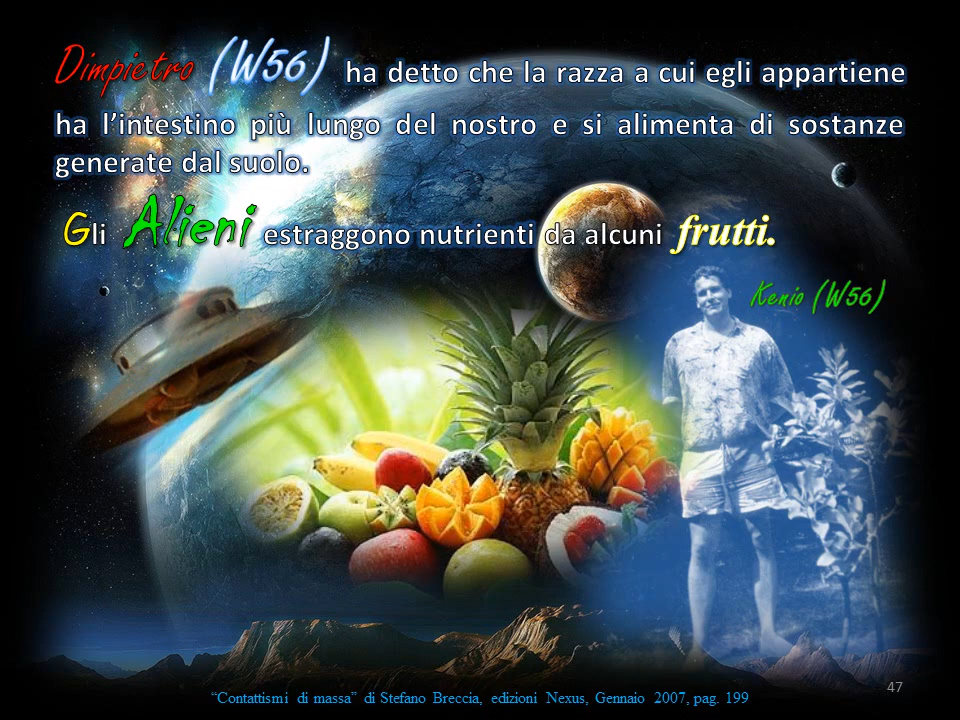 Dimpietro (W56) ha detto che la razza a cui egli appartiene
ha l’intestino più lungo del nostro e si alimenta di sostanze
generate dal suolo.
Gli Alieni estraggono nutrienti da alcuni frutti.
Kenio (W56)
47
“Contattismi di massa” di Stefano Breccia, edizioni Nexus, Gennaio 2007, pag. 199